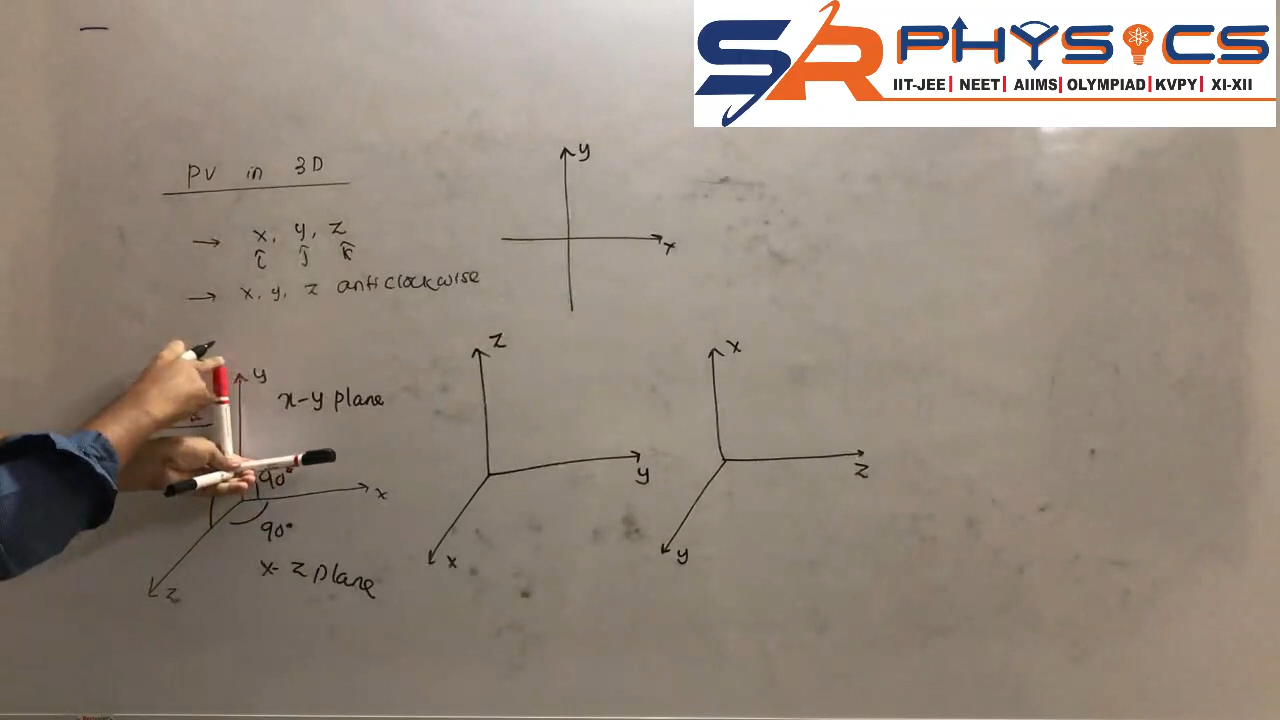 SR PHYSICS
IIT-JEE | NEET | AIIMS | OLYMPIAD | KVPY | XI-XII
PV in 3D
→ x, y, z
î ĵ k̂
→ x, y, z anticlockwise
y
x
y
x-y plane
90°
x
90°
x-z plane
z
z
y
x
x
z
y